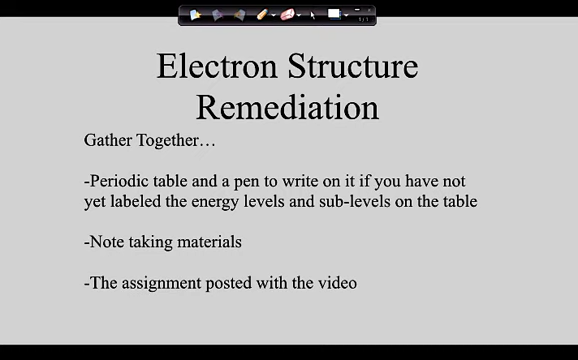 Electron Structure
Remediation
Gather Together…
-Periodic table and a pen to write on it if you have not
yet labeled the energy levels and sub-levels on the table
-Note taking materials
-The assignment posted with the video